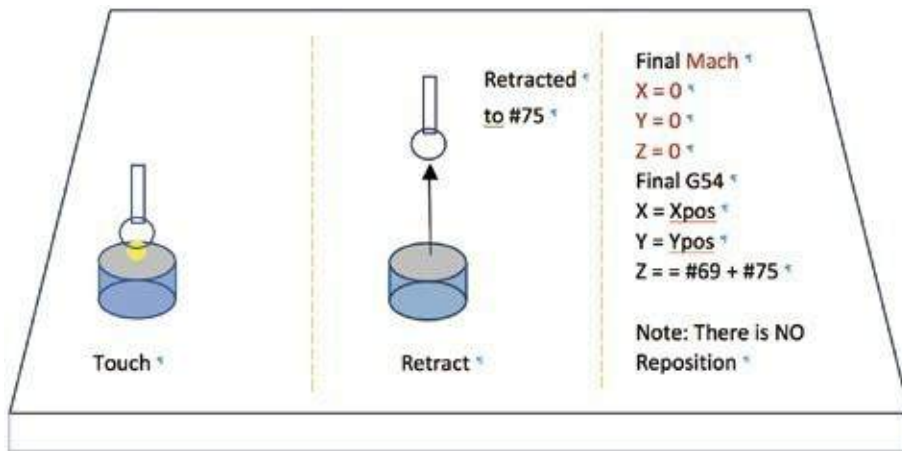 Touch
Retracted
to #75
Retract
Final Mach
X = 0
Y = 0
Z = 0
Final G54
X = Xpos
Y = Ypos
Z = = #69 + #75
Note: There is NO
Reposition